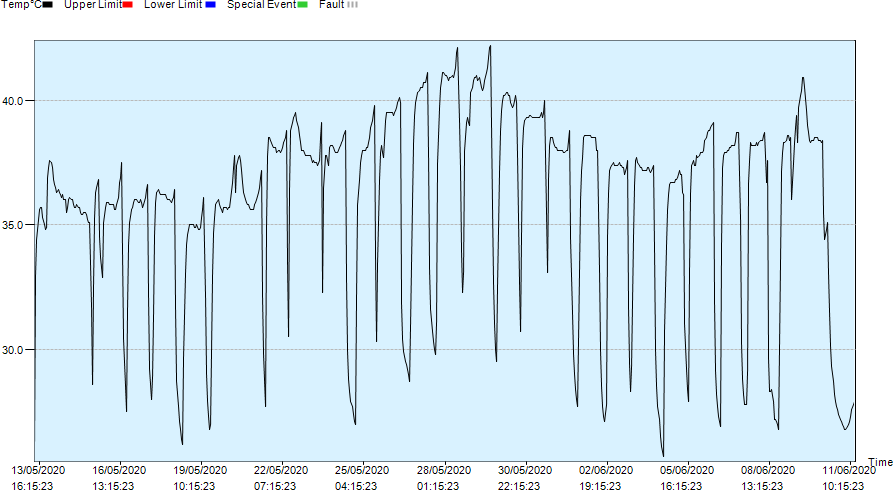 Temp°C Upper Limit Lower Limit Special Event Fault
40.0
35.0
30.0
Time
13/05/2020 16/05/2020 19/05/2020 22/05/2020 25/05/2020 28/05/2020 30/05/2020 02/06/2020 05/06/2020 08/06/2020 11/06/2020
16:15:23 13:15:23 10:15:23 07:15:23 04:15:23 01:15:23 22:15:23 19:15:23 16:15:23 13:15:23 10:15:23